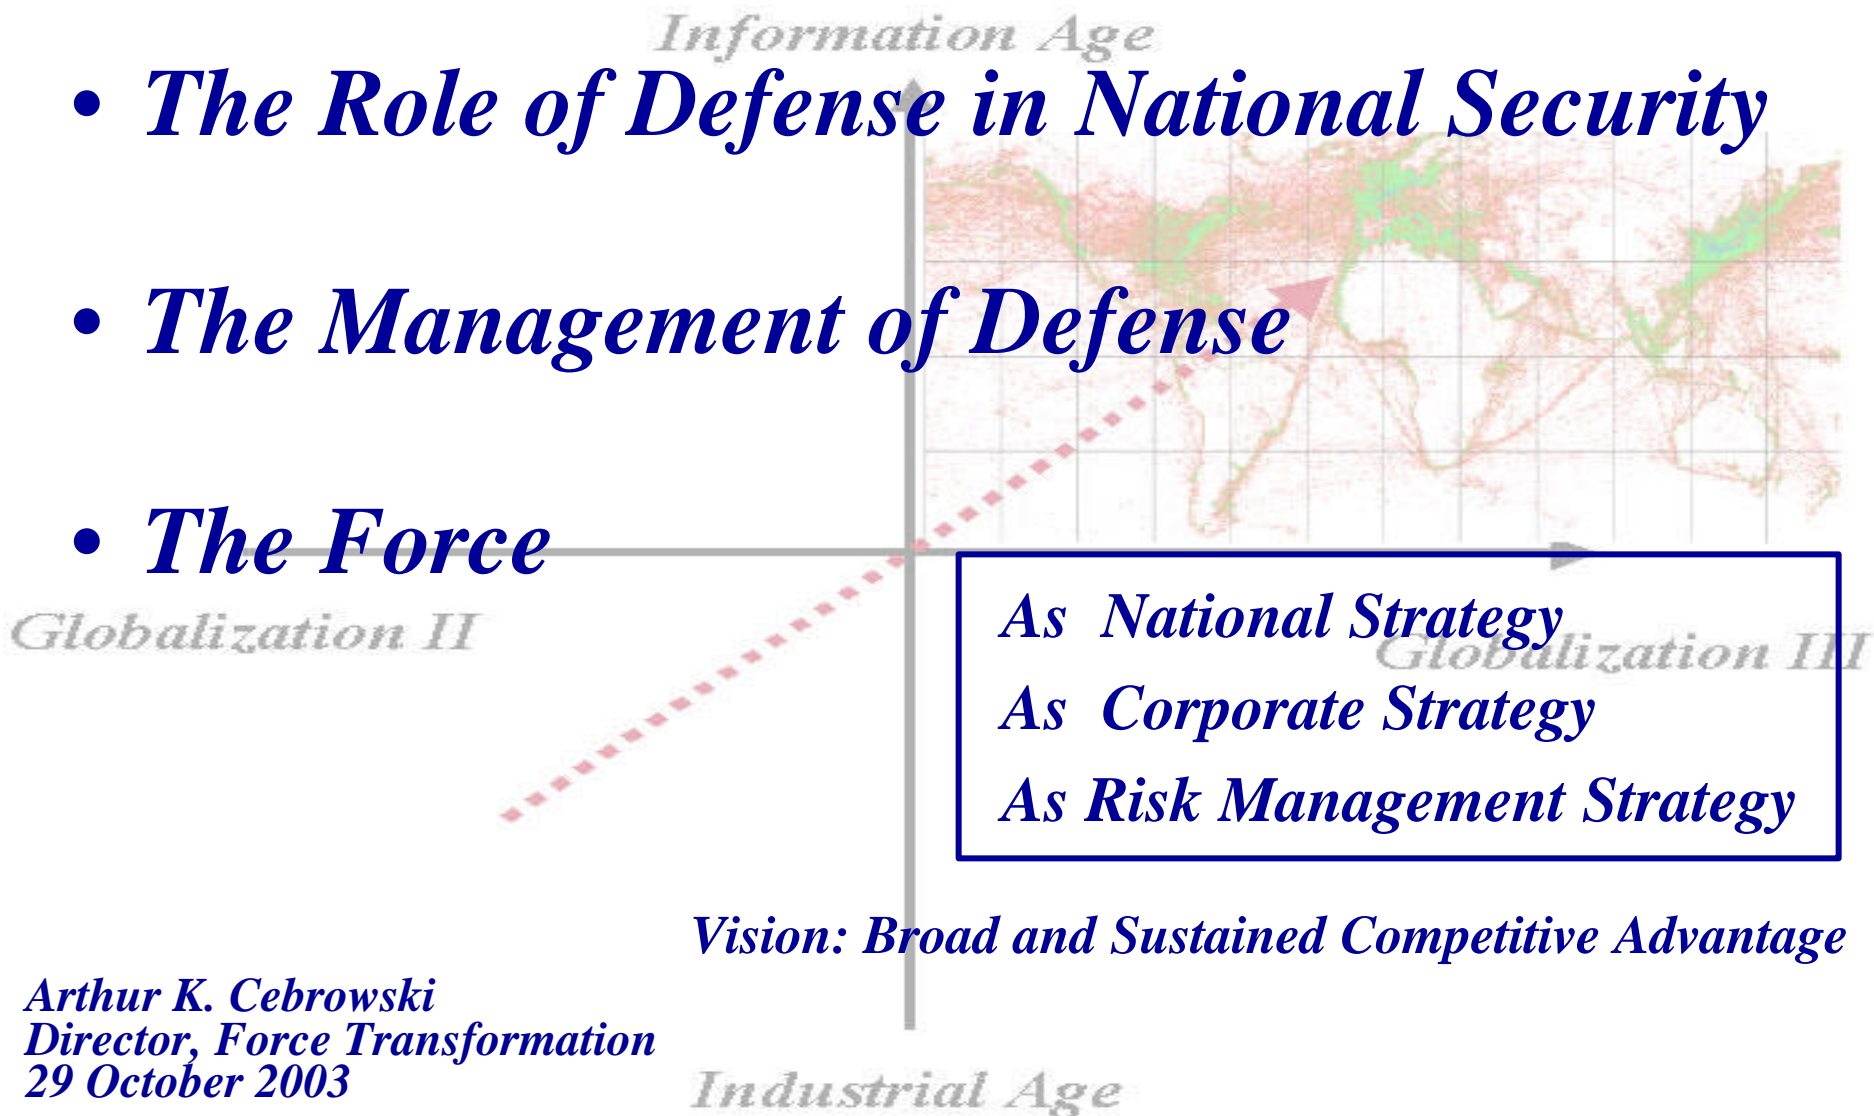 Information Age
• The Role of Defense in National Security
• The Management of Defense
• The Force
Globalization II
As National Strategy
Globalization III
As Corporate Strategy
As Risk Management Strategy
Vision: Broad and Sustained Competitive Advantage
Arthur K. Cebrowski
Director, Force Transformation
29 October 2003
Industrial Age